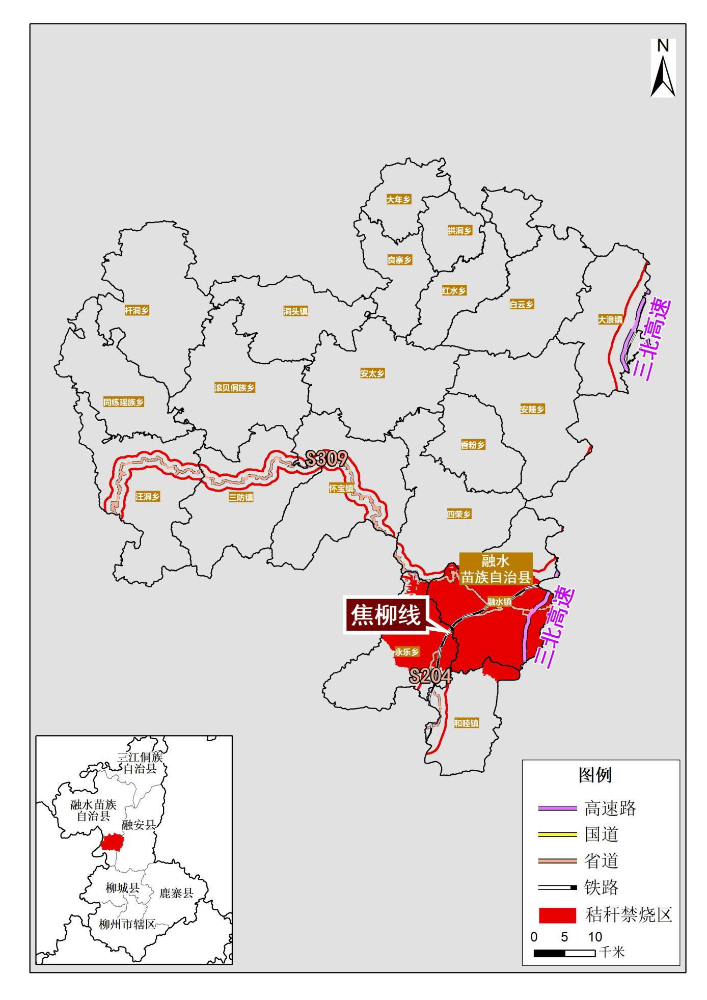 N
大年乡
拱洞乡
良寨乡
红水乡
白云乡
杆洞乡
洞头镇
大浪镇
三北高速
安太乡
滚贝侗族乡
同练瑶族乡
安陲乡
香粉乡
S309
怀宝镇
汪洞乡
三防镇
四荣乡
融水
苗族自治县
融水镇
焦柳线
三北高速
永乐乡
S204
和睦镇
三江侗族
自治县
融水苗族
自治县
融安县
柳城县
鹿寨县
柳州市辖区
图例
高速路
国道
省道
铁路
秸秆禁烧区
0 5 10
千米